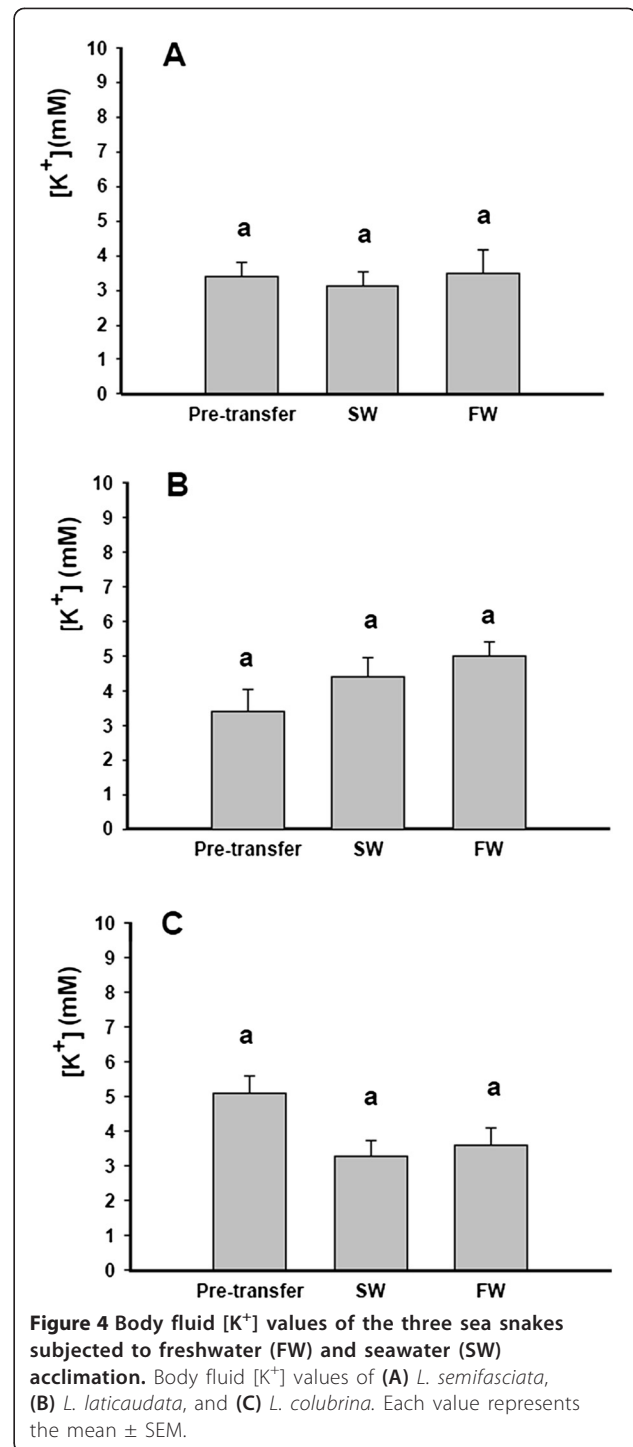 A
[K+] (mM)
10
9
8
7
6
5
4
3
2
1
0
a a a
Pre-transfer SW FW
B
[K+] (mM)
10
9
8
7
6
5
4
3
2
1
0
a a a
Pre-transfer SW FW
C
[K+] (mM)
10
9
8
7
6
5
4
3
2
1
0
a a a
Pre-transfer SW FW
Figure 4 Body fluid [K+] values of the three sea snakes
subjected to freshwater (FW) and seawater (SW)
acclimation. Body fluid [K+] values of (A) L. semifasciata,
(B) L. laticaudata, and (C) L. colubrina. Each value represents
the mean ± SEM.